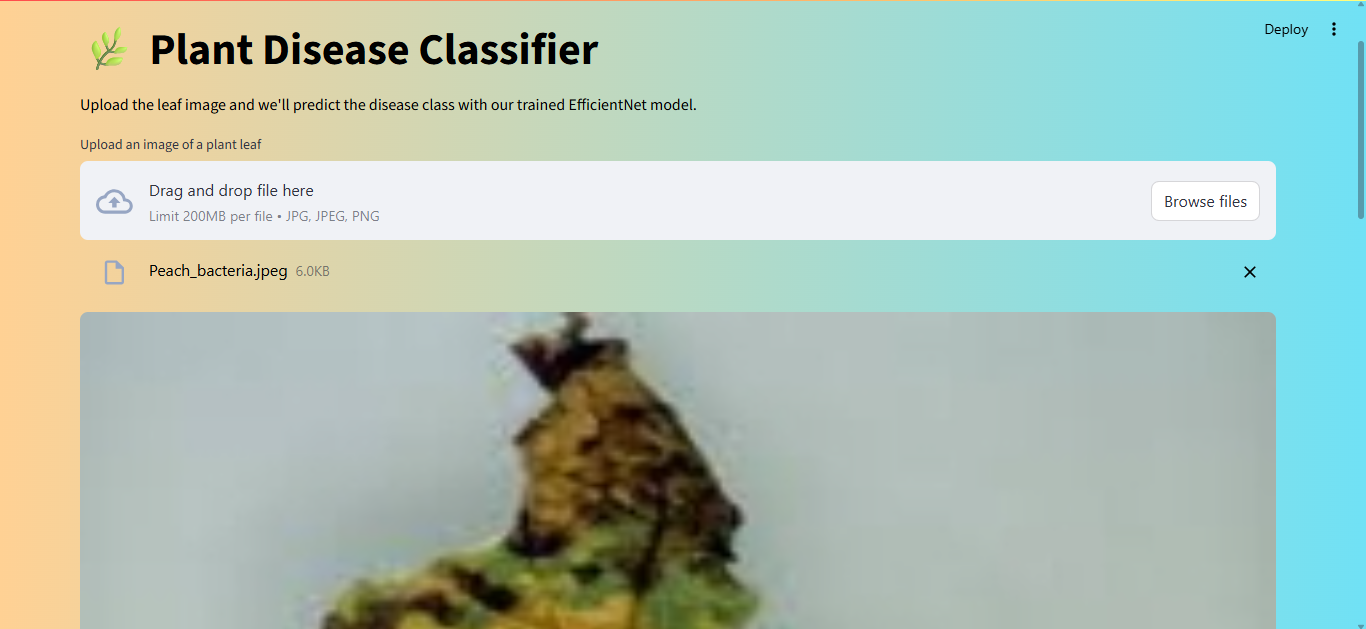 Deploy
Plant Disease Classifier
Upload the leaf image and we'll predict the disease class with our trained EfficientNet model.
Upload an image of a plant leaf
Drag and drop file here
Limit 200MB per file • JPG, JPEG, PNG
Browse files
Peach_bacteria.jpeg 6.0KB